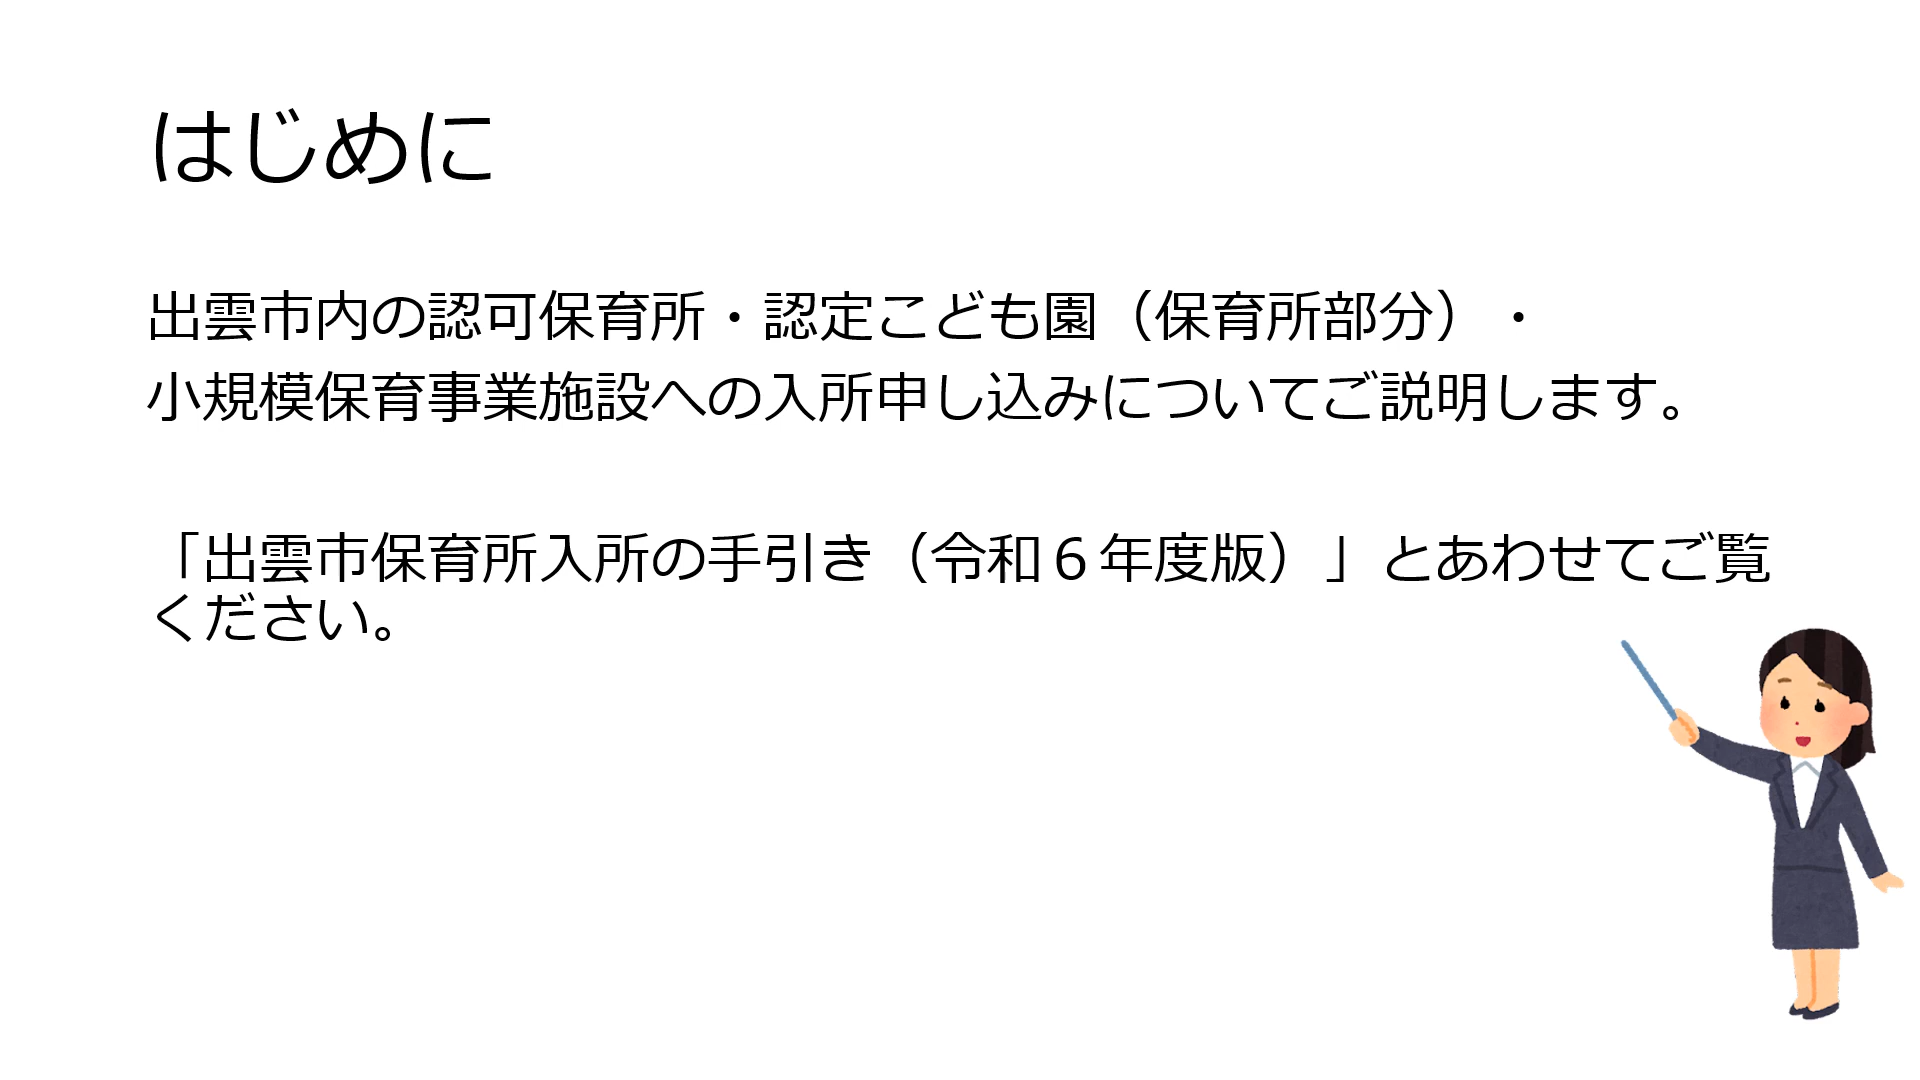 はじめに
出雲市内の認可保育所・認定こども園（保育所部分）・
小規模保育事業施設への入所申し込みについてご説明します。
「出雲市保育所入所の手引き（令和６年度版）」とあわせてご覧
ください。